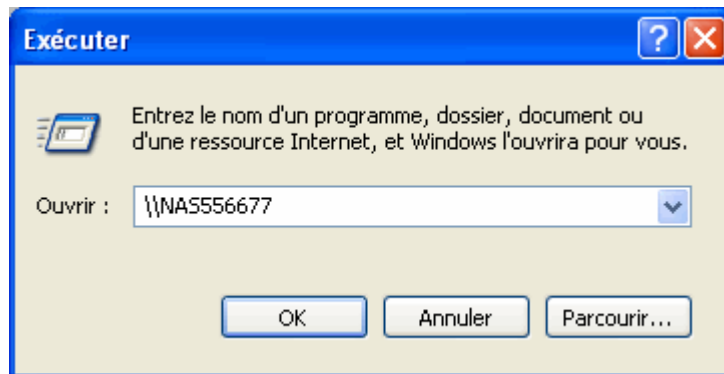 Exécuter
Entrez le nom d'un programme, dossier, document ou
d'une ressource Internet, et Windows l'ouvrira pour vous.
Ouvrir : \\NAS556677
OK Annuler Parcourir...